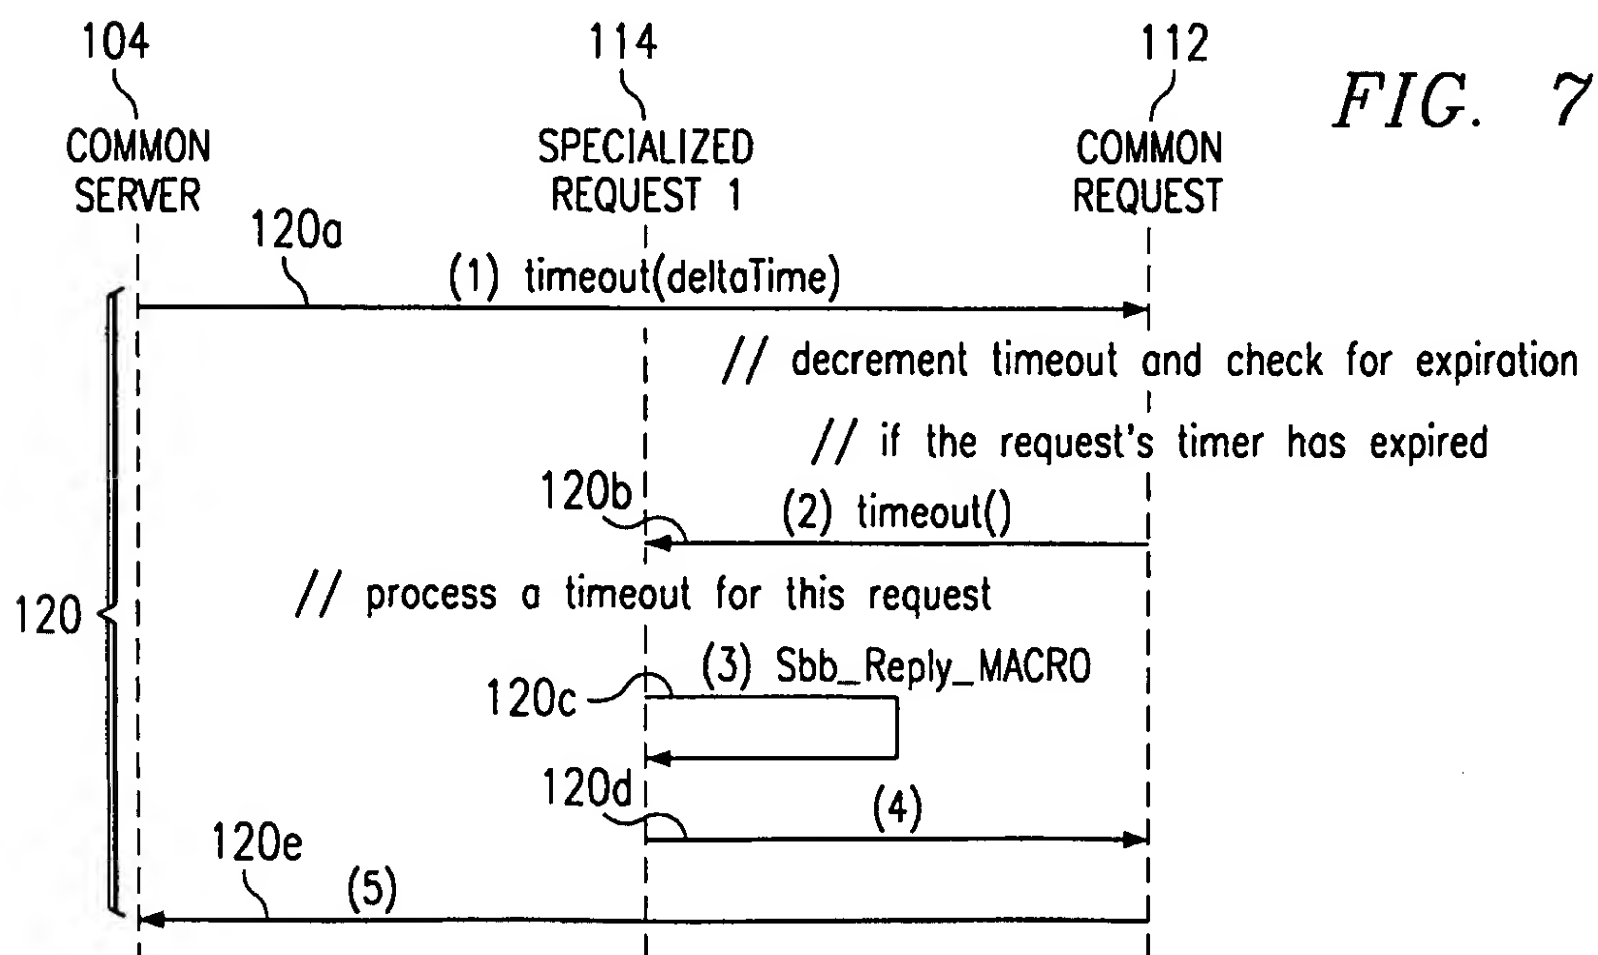 104
114
112
FIG. 7
COMMON
SERVER
SPECIALIZED
REQUEST 1
COMMON
REQUEST
120a
(1) timeout(deltaTime)
// decrement timeout and check for expiration
// if the request's timer has expired
120b
(2) timeout()
// process a timeout for this request
120
(3) Sbb_Reply_MACRO
120c
120d
(4)
120e
(5)